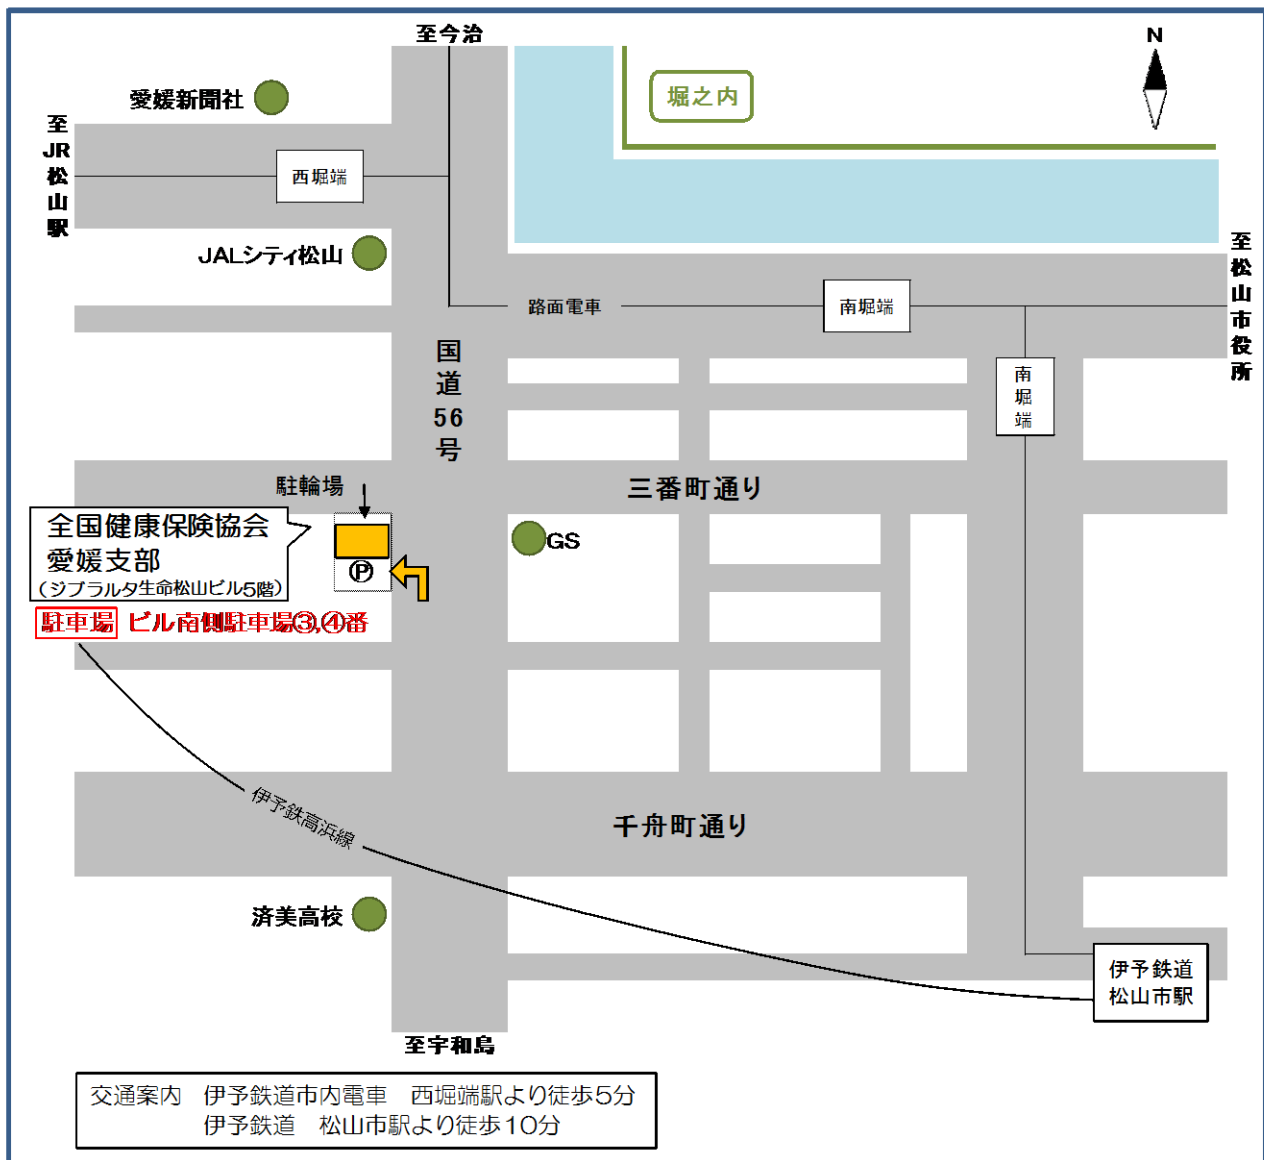 至今治
N
愛媛新聞社
堀之内
至JR松山駅
西堀端
JALシティ松山
至松山市役所
路面電車
南堀端
国道56号
南堀端
駐輪場
三番町通り
全国健康保険協会
愛媛支部
(ジブラルタ生命松山ビル5階)
P
GS
駐車場 ビル南側駐車場③,④番
伊予鉄高浜線
千舟町通り
済美高校
伊予鉄道
松山市駅
至宇和島
交通案内 伊予鉄道市内電車 西堀端駅より徒歩5分
伊予鉄道 松山市駅より徒歩10分